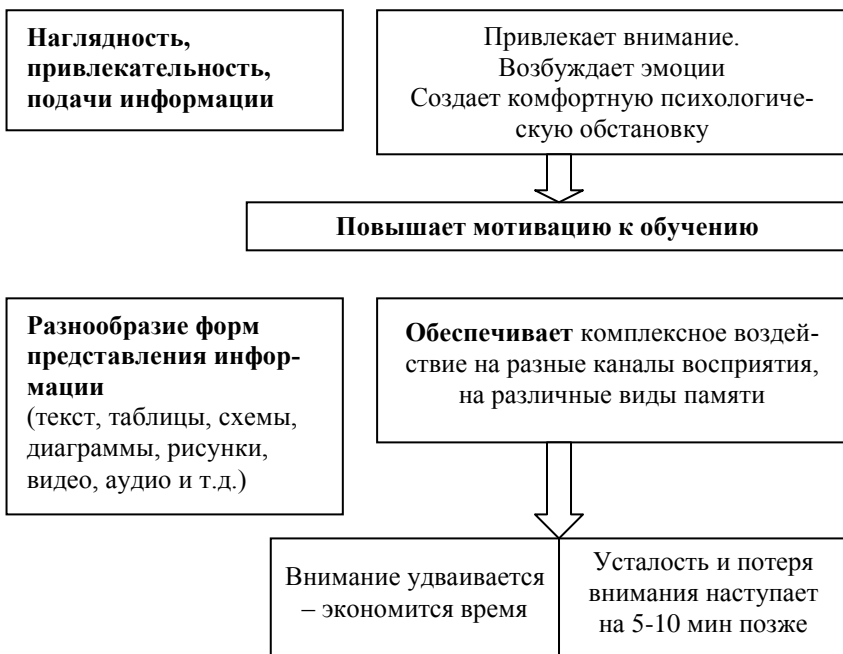 Наглядность,
привлекательность,
подачи информации
Привлекает внимание.
Возбуждает эмоции
Создает комфортную психологиче-
скую обстановку
Повышает мотивацию к обучению
Разнообразие форм
представления инфор-
мации
(текст, таблицы, схемы,
диаграммы, рисунки,
видео, аудио и т.д.)
Обеспечивает комплексное воздей-
ствие на разные каналы восприятия,
на различные виды памяти
Внимание удваивается
– экономится время
Усталость и потеря
внимания наступает
на 5-10 мин позже